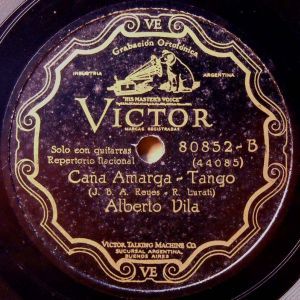 VE
Grabación Ortofónica
INDUSTRIA
ARGENTINA
"HIS MASTER'S VOICE"
VICTOR
MARCAS REGISTRADAS
Solo con guitarras
80832-B
Repertorio Nacional
(44085)
Caña Amarga - Tango
(J. B. A. Reyes - R. Lurati)
Alberto Vila
VICTOR TALKING MACHINE CO.
SUCURSAL ARGENTINA,
BUENOS AIRES
VE